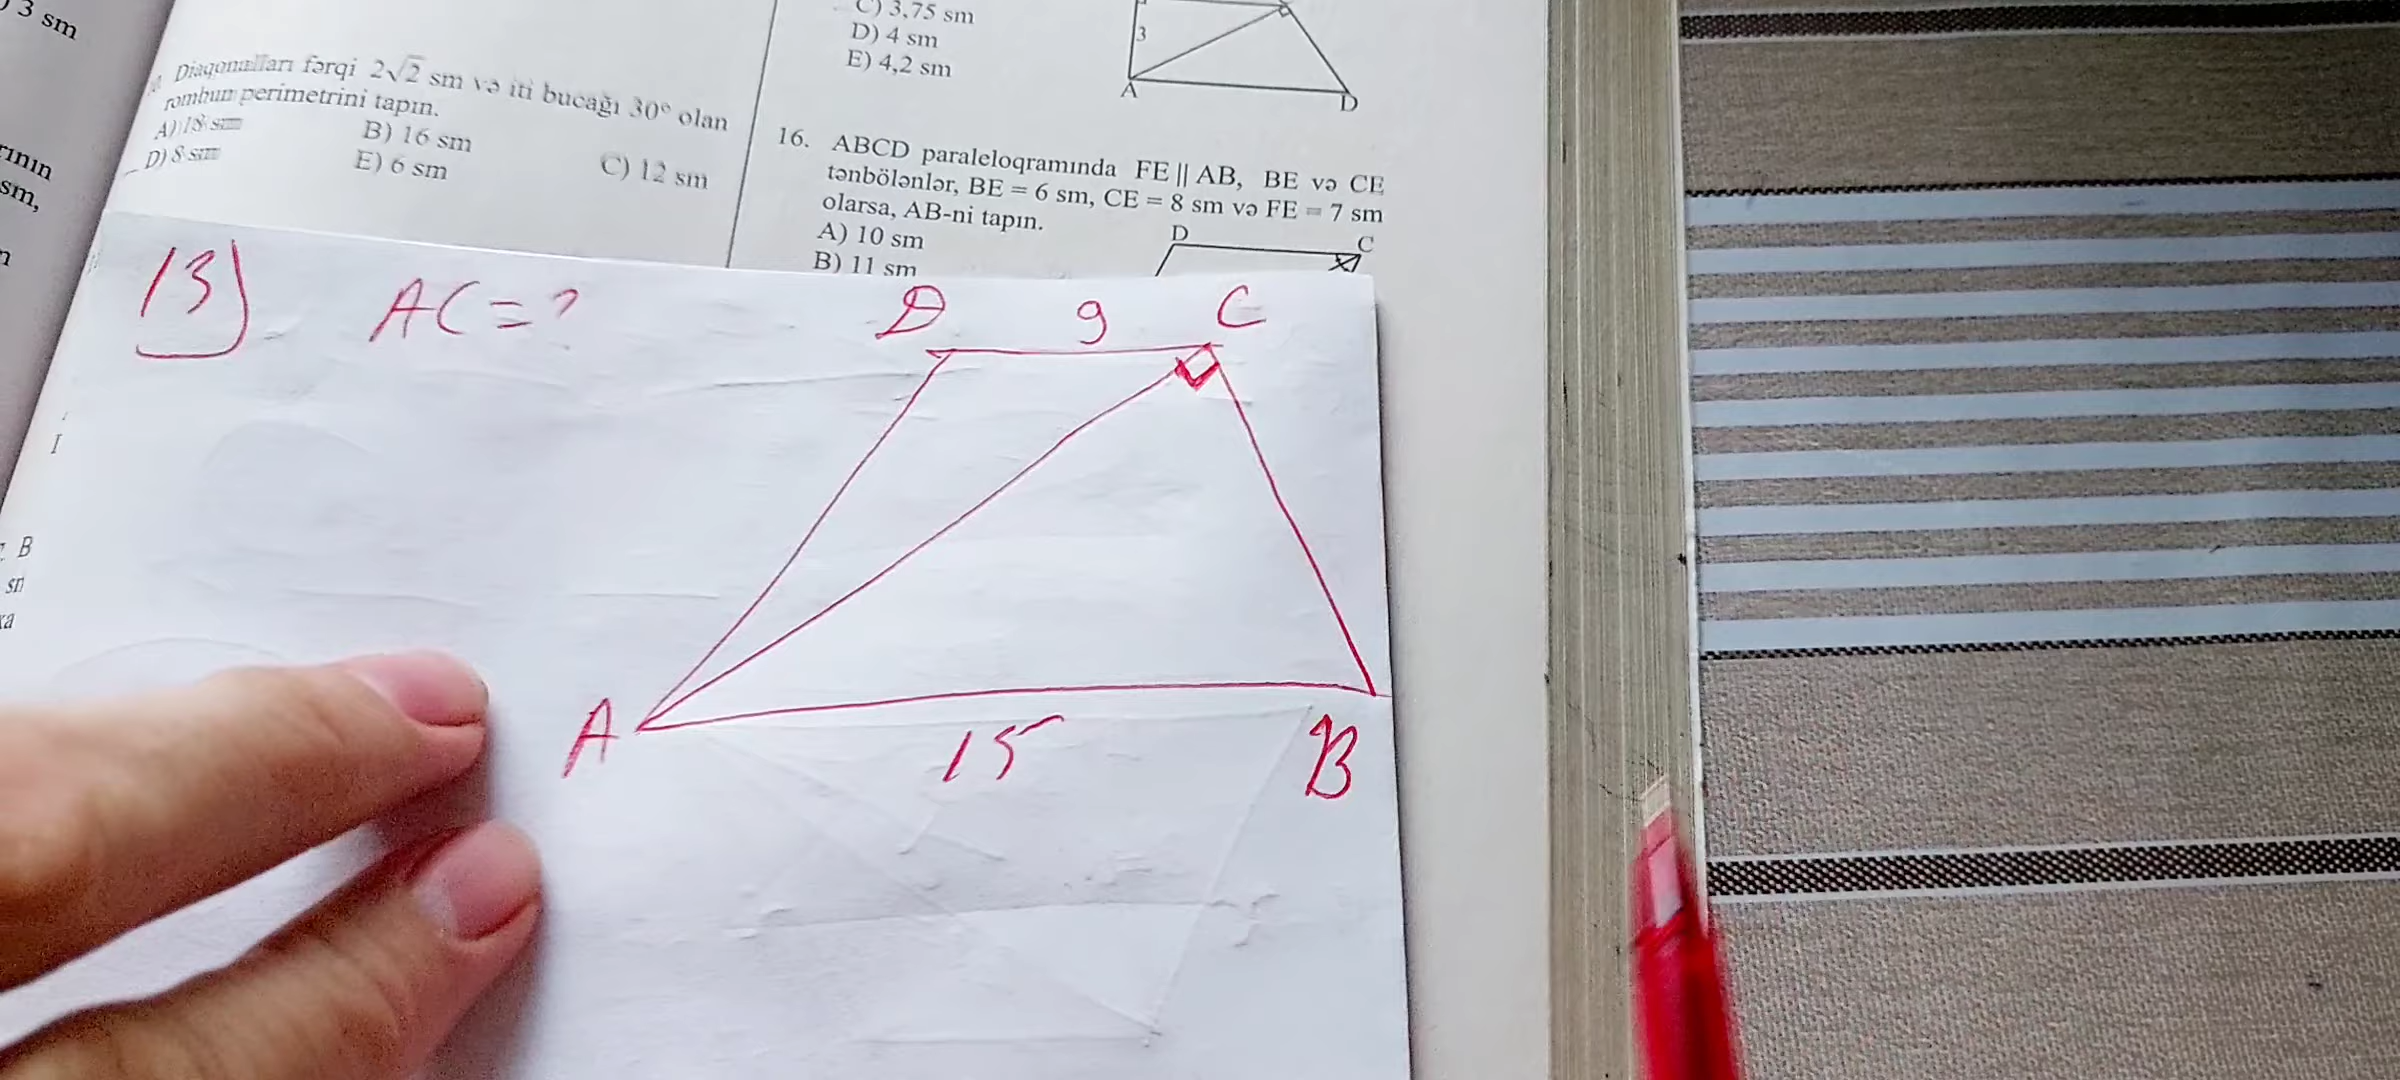 3 sm
Diaqonalları fərqi 2√2 sm və iti bucağı 30° olan
rombun perimetrini tapın.
A) 18 sm
B) 16 sm
C) 12 sm
D) 8 sm
E) 6 sm
rının
sm,
B
C) 3,75 sm
D) 4 sm
E) 4,2 sm
3
A
D
16. ABCD paraleloqramında FE || AB, BE və CE
tənbölənlər, BE = 6 sm, CE = 8 sm və FE = 7 sm
olarsa, AB-ni tapın.
A) 10 sm
B) 11 sm
D
C
13) AC = ?
D 9 C
A 15 B